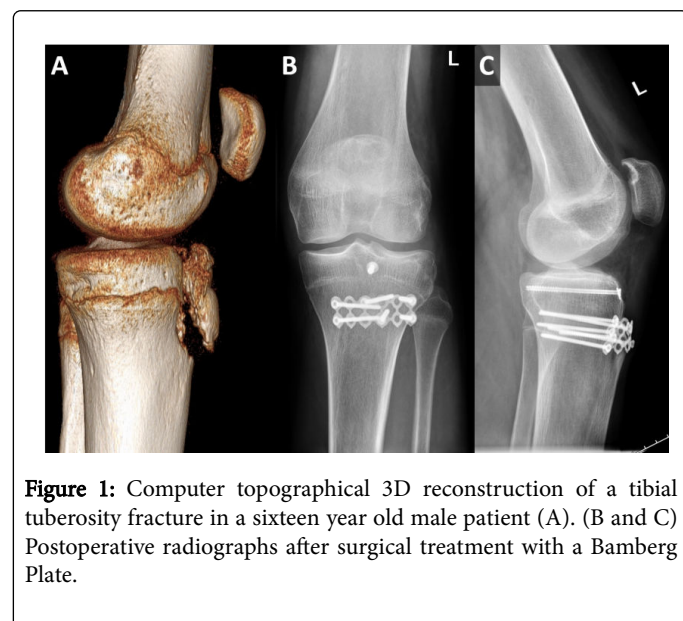 A
B
L
C
L
Figure 1: Computer topographical 3D reconstruction of a tibial
tuberosity fracture in a sixteen year old male patient (A). (B and C)
Postoperative radiographs after surgical treatment with a Bamberg
Plate.